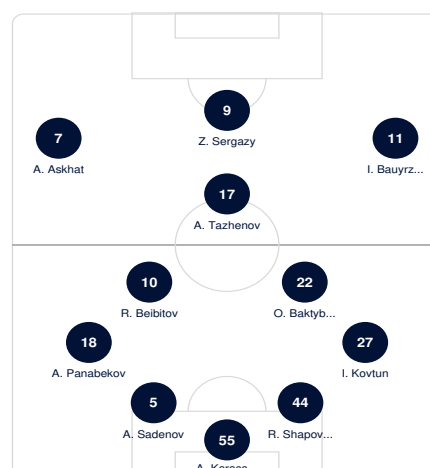 9
Z. Sergazy
7
A. Askhat
11
I. Bauyrz...
17
A. Tazhenov
10
R. Beibitov
22
O. Baktyb...
18
A. Panabekov
27
I. Kovtun
5
A. Sadenov
44
R. Shapov...
55
A.